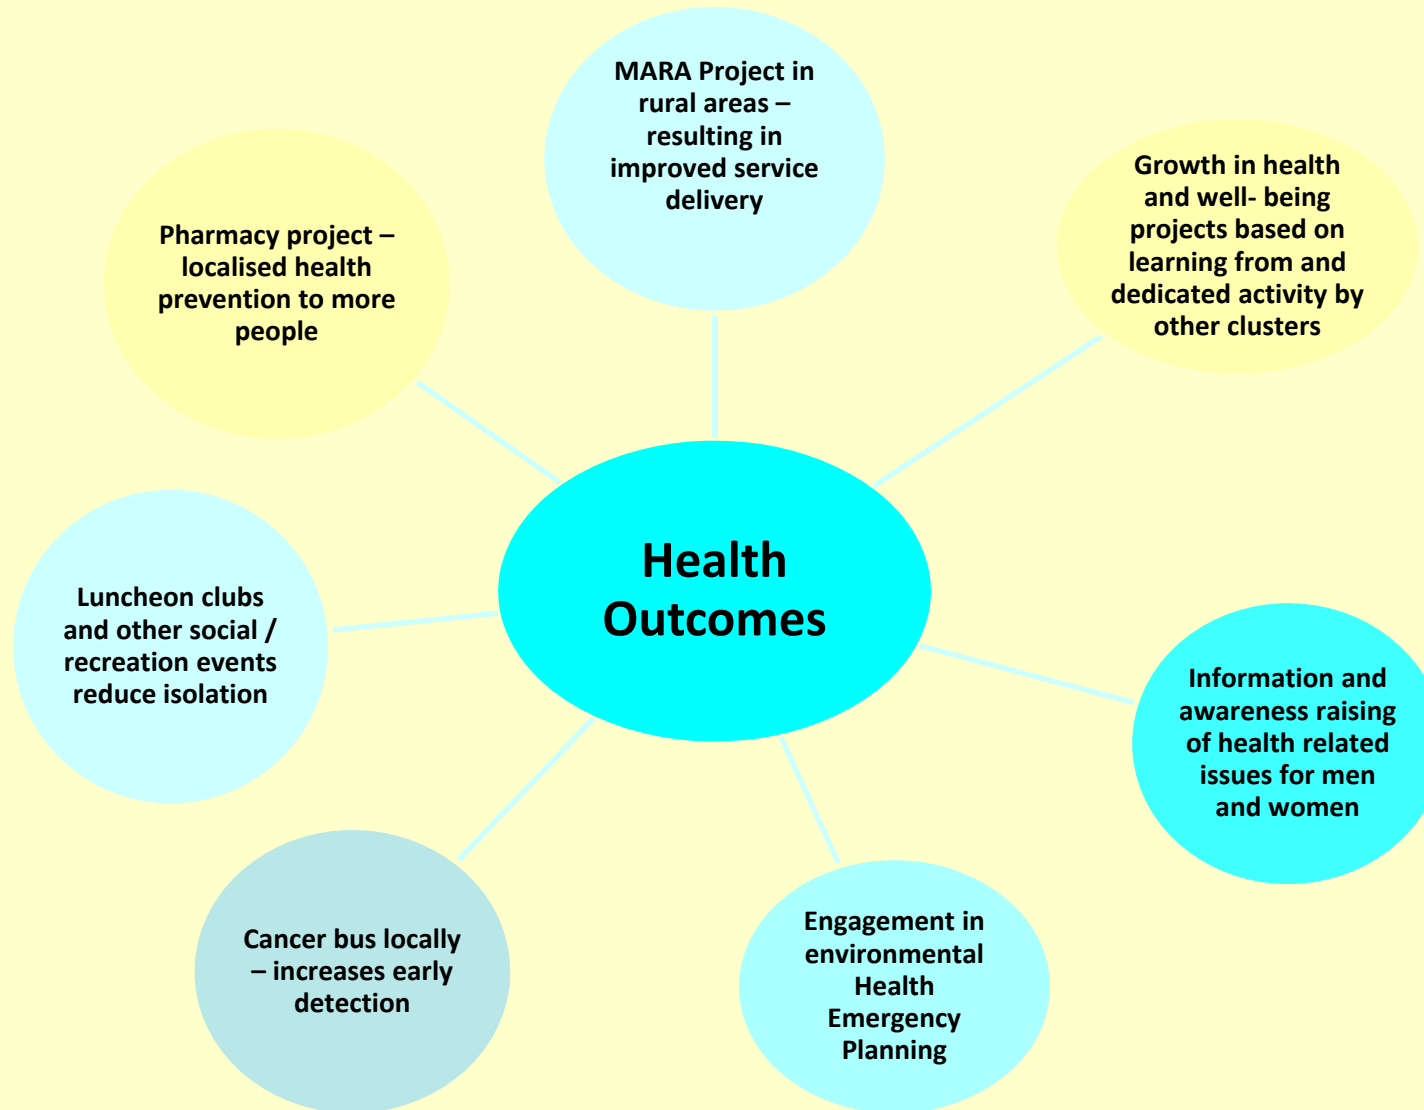 MARA Project in
rural areas –
resulting in
improved service
delivery
Growth in health
and well- being
projects based on
learning from and
dedicated activity by
other clusters
Pharmacy project –
localised health
prevention to more
people
Health
Outcomes
Luncheon clubs
and other social /
recreation events
reduce isolation
Information and
awareness raising
of health related
issues for men
and women
Cancer bus locally
– increases early
detection
Engagement in
environmental
Health
Emergency
Planning